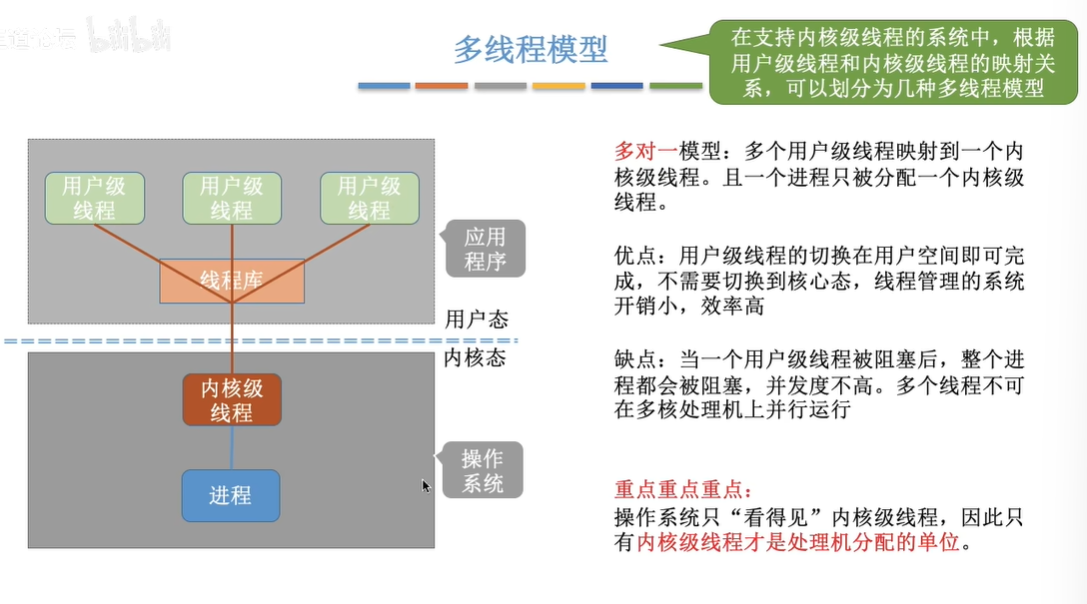 bilibili
多线程模型
在支持内核级线程的系统中，根据
用户级线程和内核级线程的映射关
系，可以划分为几种多线程模型
用户级
线程
用户级
线程
用户级
线程
线程库
应用
程序
用户态
内核态
内核级
线程
进程
操作
系统
多对一模型：多个用户级线程映射到一个内
核级线程。且一个进程只被分配一个内核级
线程。
优点：用户级线程的切换在用户空间即可完
成，不需要切换到核心态，线程管理的系统
开销小，效率高
缺点：当一个用户级线程被阻塞后，整个进
程都会被阻塞，并发度不高。多个线程不可
在多核处理机上并行运行
重点重点重点：
操作系统只“看得见”内核级线程，因此只
有内核级线程才是处理机分配的单位。